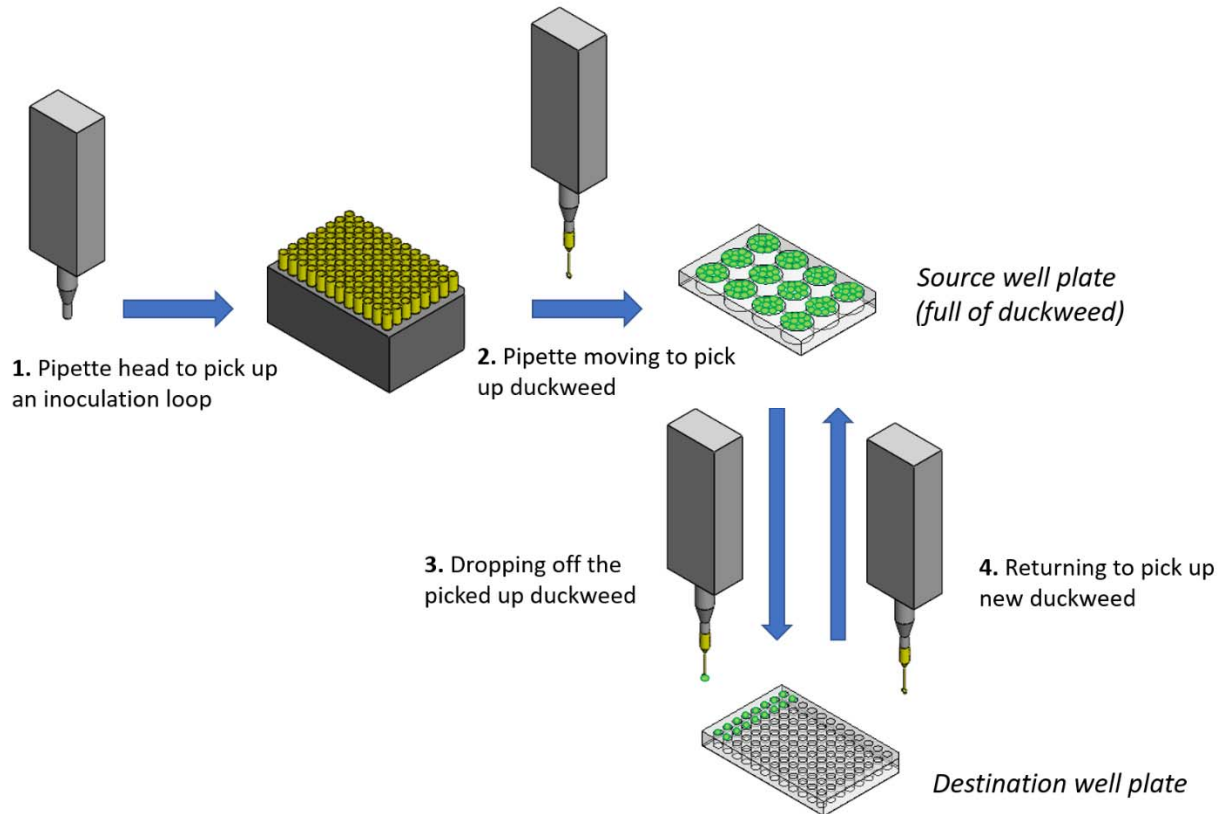 1. Pipette head to pick up
an inoculation loop
2. Pipette moving to pick
up duckweed
Source well plate
(full of duckweed)
3. Dropping off the
picked up duckweed
4. Returning to pick up
new duckweed
Destination well plate